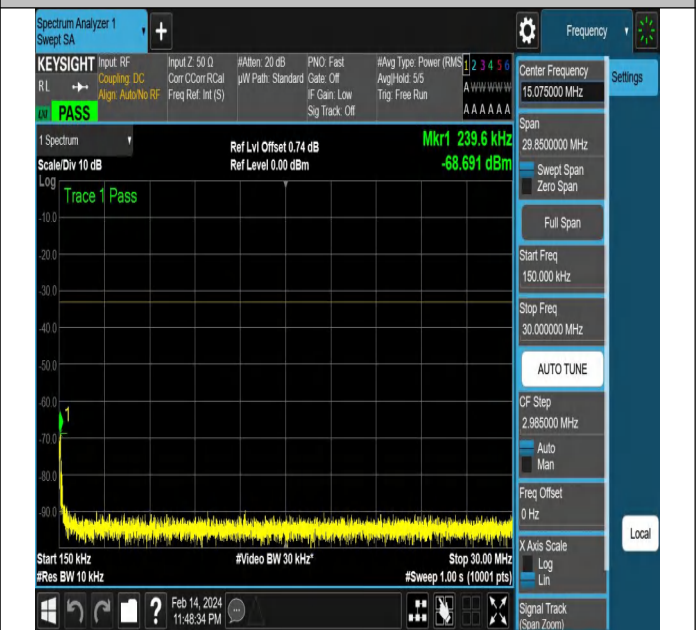 Spectrum Analyzer 1
Swept SA
+
Frequency
KEYSIGHT
RL
PASS
Input: RF
Coupling: DC
Align: Auto/No RF
Input Z: 50 Ω
Corr CCorr RCal
Freq Ref: Int (S)
#Atten: 20 dB
µW Path: Standard
PNO: Fast
Gate: Off
IF Gain: Low
Sig Track: Off
#Avg Type: Power (RMS
Avg|Hold: 5/5
Trig: Free Run
1 2 3 4 5 6
A W W W W W
A A A A A A
1 Spectrum
Scale/Div 10 dB
Log
Ref Lvl Offset 0.74 dB
Ref Level 0.00 dBm
Mkr1 239.6 kHz
-68.691 dBm
Trace 1 Pass
-10.0
-20.0
-30.0
-40.0
-50.0
-60.0
1
-70.0
-80.0
-90.0
Start 150 kHz
#Res BW 10 kHz
#Video BW 30 kHz*
Stop 30.00 MHz
#Sweep 1.00 s (10001 pts)
?
Feb 14, 2024
11:48:34 PM
Center Frequency
15.075000 MHz
Settings
Span
29.8500000 MHz
Swept Span
Zero Span
Full Span
Start Freq
150.000 kHz
Stop Freq
30.000000 MHz
AUTO TUNE
CF Step
2.985000 MHz
Auto
Man
Freq Offset
0 Hz
Local
X Axis Scale
Log
Lin
Signal Track
(Span Zoom)